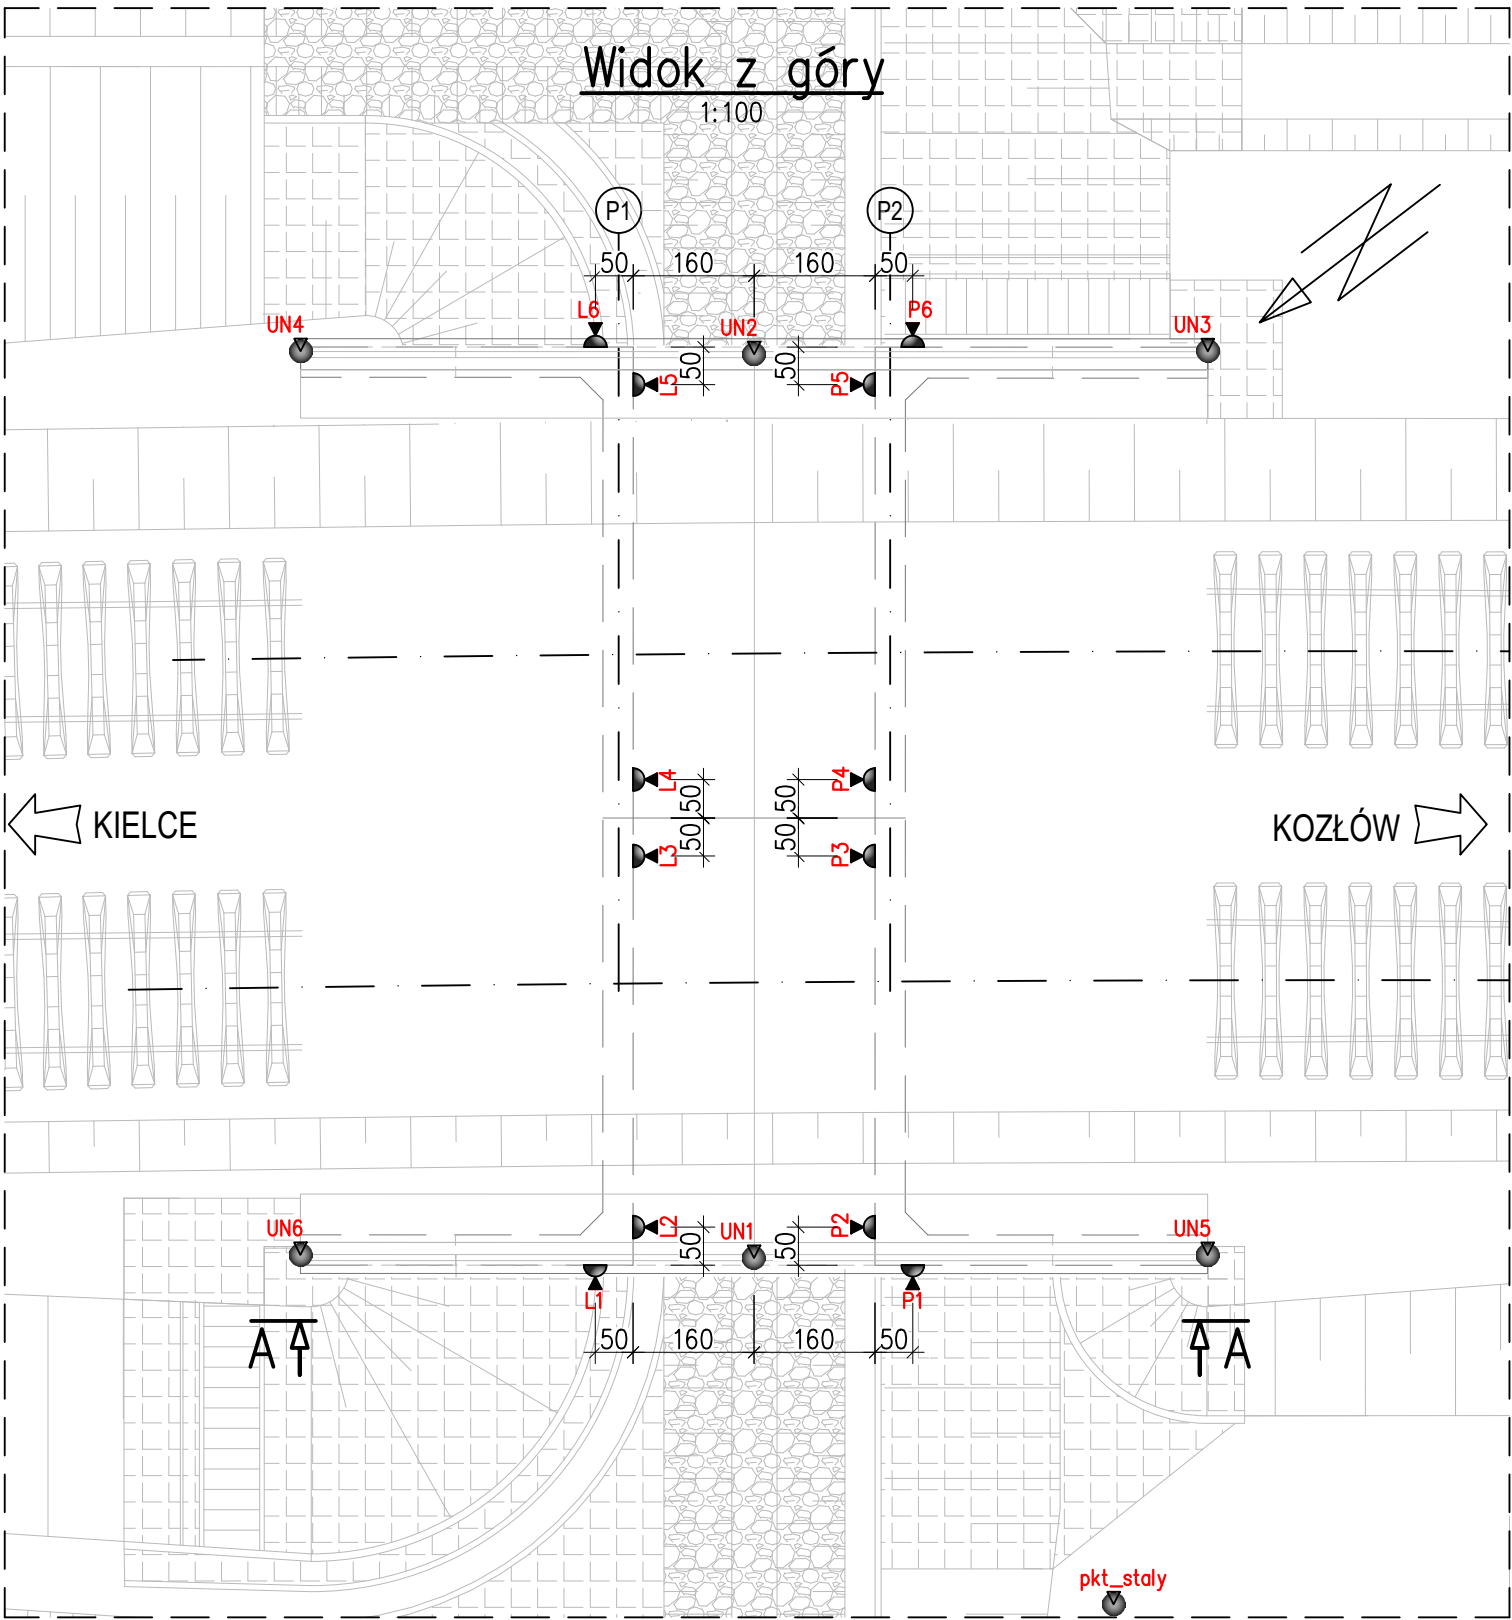 Widok z góry
1:100
P1 P2
50 160 160 50
L6 P6
UN4 UN2 UN3
50 50
L5 P5
L4 P4
50 50
KIELCE KOZŁÓW
50 50
L3 P3
UN6 L2 UN1 P2 UN5
50 50
L1 P1
A 50 160 160 50 A
pkt_staly